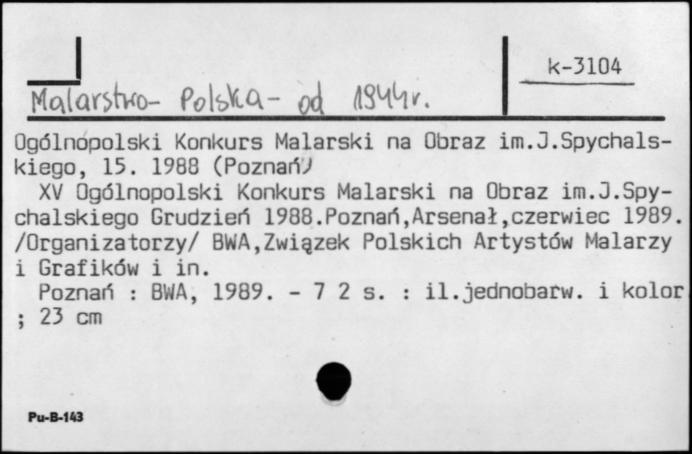 k-3104
Malarstwo- Polska- od 1944r.
Ogólnopolski Konkurs Malarski na Obraz im.J.Spychals-
kiego, 15. 1988 (Poznań)
XV Ogólnopolski Konkurs Malarski na Obraz im.J.Spy-
chalskiego Grudzień 1988.Poznań,Arsenał,czerwiec 1989.
/Organizatorzy/ BWA,Związek Polskich Artystów Malarzy
i Grafików i in.
Poznań : BWA, 1989. - 7 2 s. : il.jednobarw. i kolor
; 23 cm
Pu-B-143